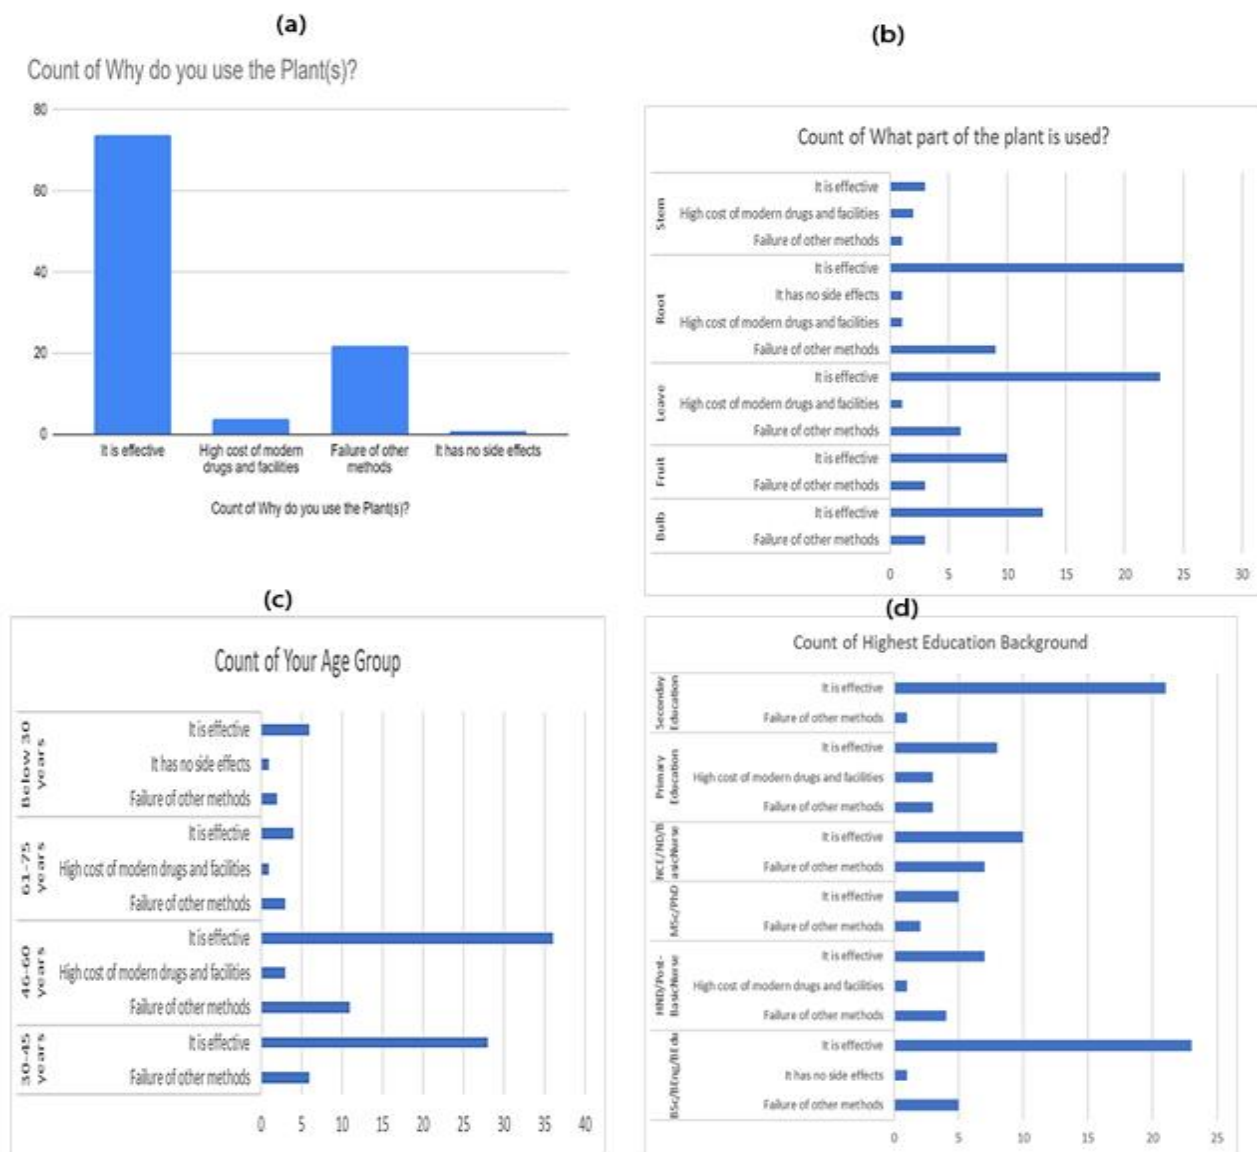 (a)
Count of Why do you use the Plant(s)?
80
60
40
20
0
It is effective
High cost of modern
drugs and facilities
Failure of other
methods
It has no side effects
Count of Why do you use the Plant(s)?
(b)
Count of What part of the plant is used?
Stem
It is effective
High cost of modern drugs and facilities
Failure of other methods
Root
It is effective
It has no side effects
High cost of modern drugs and facilities
Failure of other methods
Leave
It is effective
High cost of modern drugs and facilities
Failure of other methods
Fruit
It is effective
Failure of other methods
Bulb
It is effective
Failure of other methods
0 5 10 15 20 25 30
(c)
Count of Your Age Group
Below 30
years
It is effective
It has no side effects
Failure of other methods
61-75
years
It is effective
High cost of modern drugs and facilities
Failure of other methods
46-60
years
It is effective
High cost of modern drugs and facilities
Failure of other methods
30-45
years
It is effective
Failure of other methods
0 5 10 15 20 25 30 35 40
(d)
Count of Highest Education Background
Seconday
Education
It is effective
Failure of other methods
Primary
Education
It is effective
High cost of modern drugs and facilities
Failure of other methods
NCE/ND/B
asicNurse
It is effective
Failure of other methods
MSc/PhD
It is effective
Failure of other methods
HND/Post-
BasicNurse
It is effective
High cost of modern drugs and facilities
Failure of other methods
BSc/BEng/BEdu
It is effective
It has no side effects
Failure of other methods
0 5 10 15 20 25